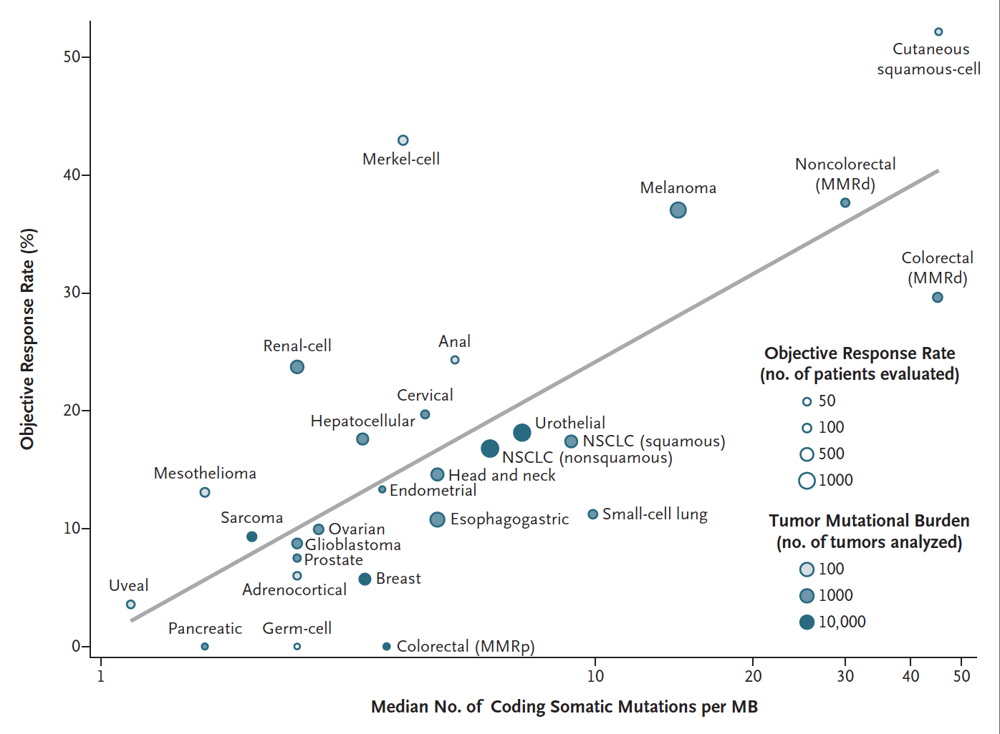 50
Cutaneous
squamous-cell
Merkel-cell
40
Noncolorectal
(MMRd)
Melanoma
Colorectal
(MMRd)
30
Renal-cell
Anal
Objective Response Rate (%)
Objective Response Rate
(no. of patients evaluated)
50
100
500
1000
Cervical
20
Hepatocellular
Urothelial
NSCLC (squamous)
NSCLC (nonsquamous)
Mesothelioma
Head and neck
Endometrial
Sarcoma
Esophagogastric
Small-cell lung
10
Ovarian
Glioblastoma
Prostate
Tumor Mutational Burden
(no. of tumors analyzed)
100
1000
10,000
Uveal
Adrenocortical
Breast
Pancreatic
Germ-cell
0
Colorectal (MMRp)
1
10
20
30
40
50
Median No. of Coding Somatic Mutations per MB